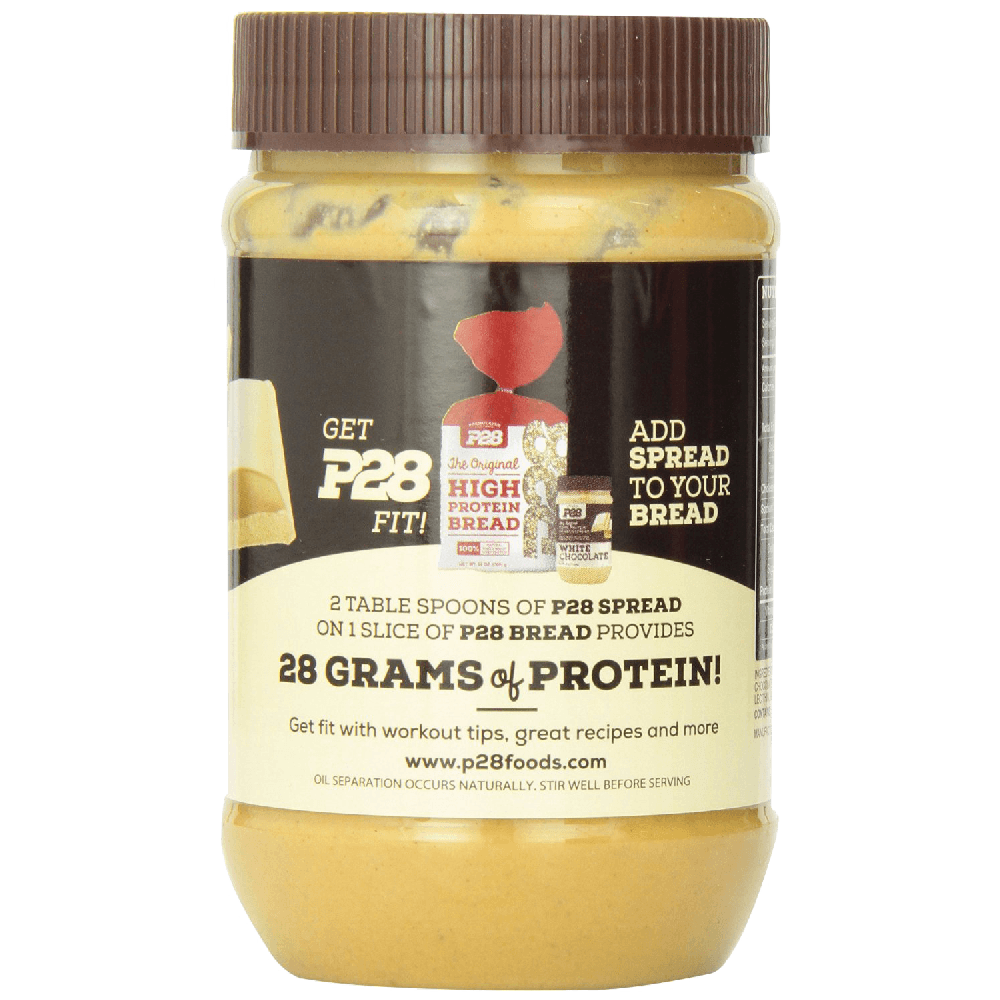 GET
P28
FIT!
P28
The Original
HIGH
PROTEIN
BREAD
100%
P28
WHITE
CHOCOLATE
ADD
SPREAD
TO YOUR
BREAD
2 TABLE SPOONS OF P28 SPREAD
ON 1 SLICE OF P28 BREAD PROVIDES
28 GRAMS of PROTEIN!
Get fit with workout tips, great recipes and more
www.p28foods.com
OIL SEPARATION OCCURS NATURALLY. STIR WELL BEFORE SERVING